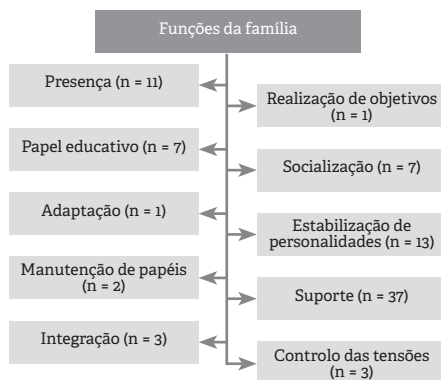 Funções da família
Presença (n = 11)
Realização de objetivos
(n = 1)
Papel educativo (n = 7)
Socialização (n = 7)
Adaptação (n = 1)
Estabilização de
personalidades (n = 13)
Manutenção de papéis
(n = 2)
Suporte (n = 37)
Integração (n = 3)
Controlo das tensões
(n = 3)